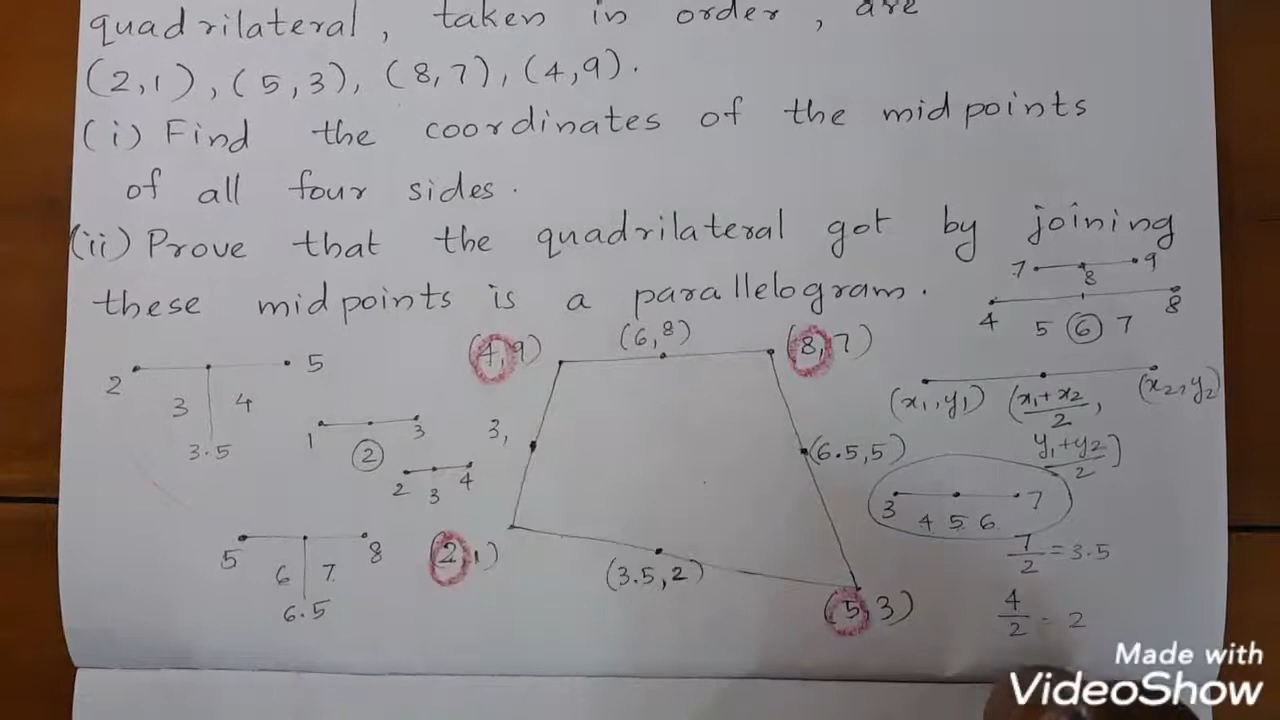 quadrilateral, taken in order, are
(2,1), (5,3), (8,7), (4,9).
(i) Find the coordinates of the midpoints
of all four sides.
(ii) Prove that the quadrilateral got by joining
these midpoints is a parallelogram.
7 8 9
4 5 6 7 8
2 5
3 4
3.5
1 3
2
2 3 4
5 8
6 7
6.5
(4,9)
(6,8)
(8,7)
3,
(6.5,5)
(2,1)
(3.5,2)
(5,3)
(x1,y1) (x1+x2/2, y1+y2/2) (x2,y2)
3 4 5 6 7
7/2 = 3.5
4/2 = 2
Made with
VideoShow